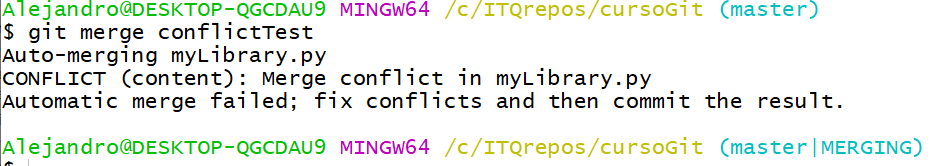 Alejandro@DESKTOP-QGCDAU9 MINGW64 /c/ITQrepos/cursoGit (master)
$ git merge conflictTest
Auto-merging myLibrary.py
CONFLICT (content): Merge conflict in myLibrary.py
Automatic merge failed; fix conflicts and then commit the result.
Alejandro@DESKTOP-QGCDAU9 MINGW64 /c/ITQrepos/cursoGit (master|MERGING)